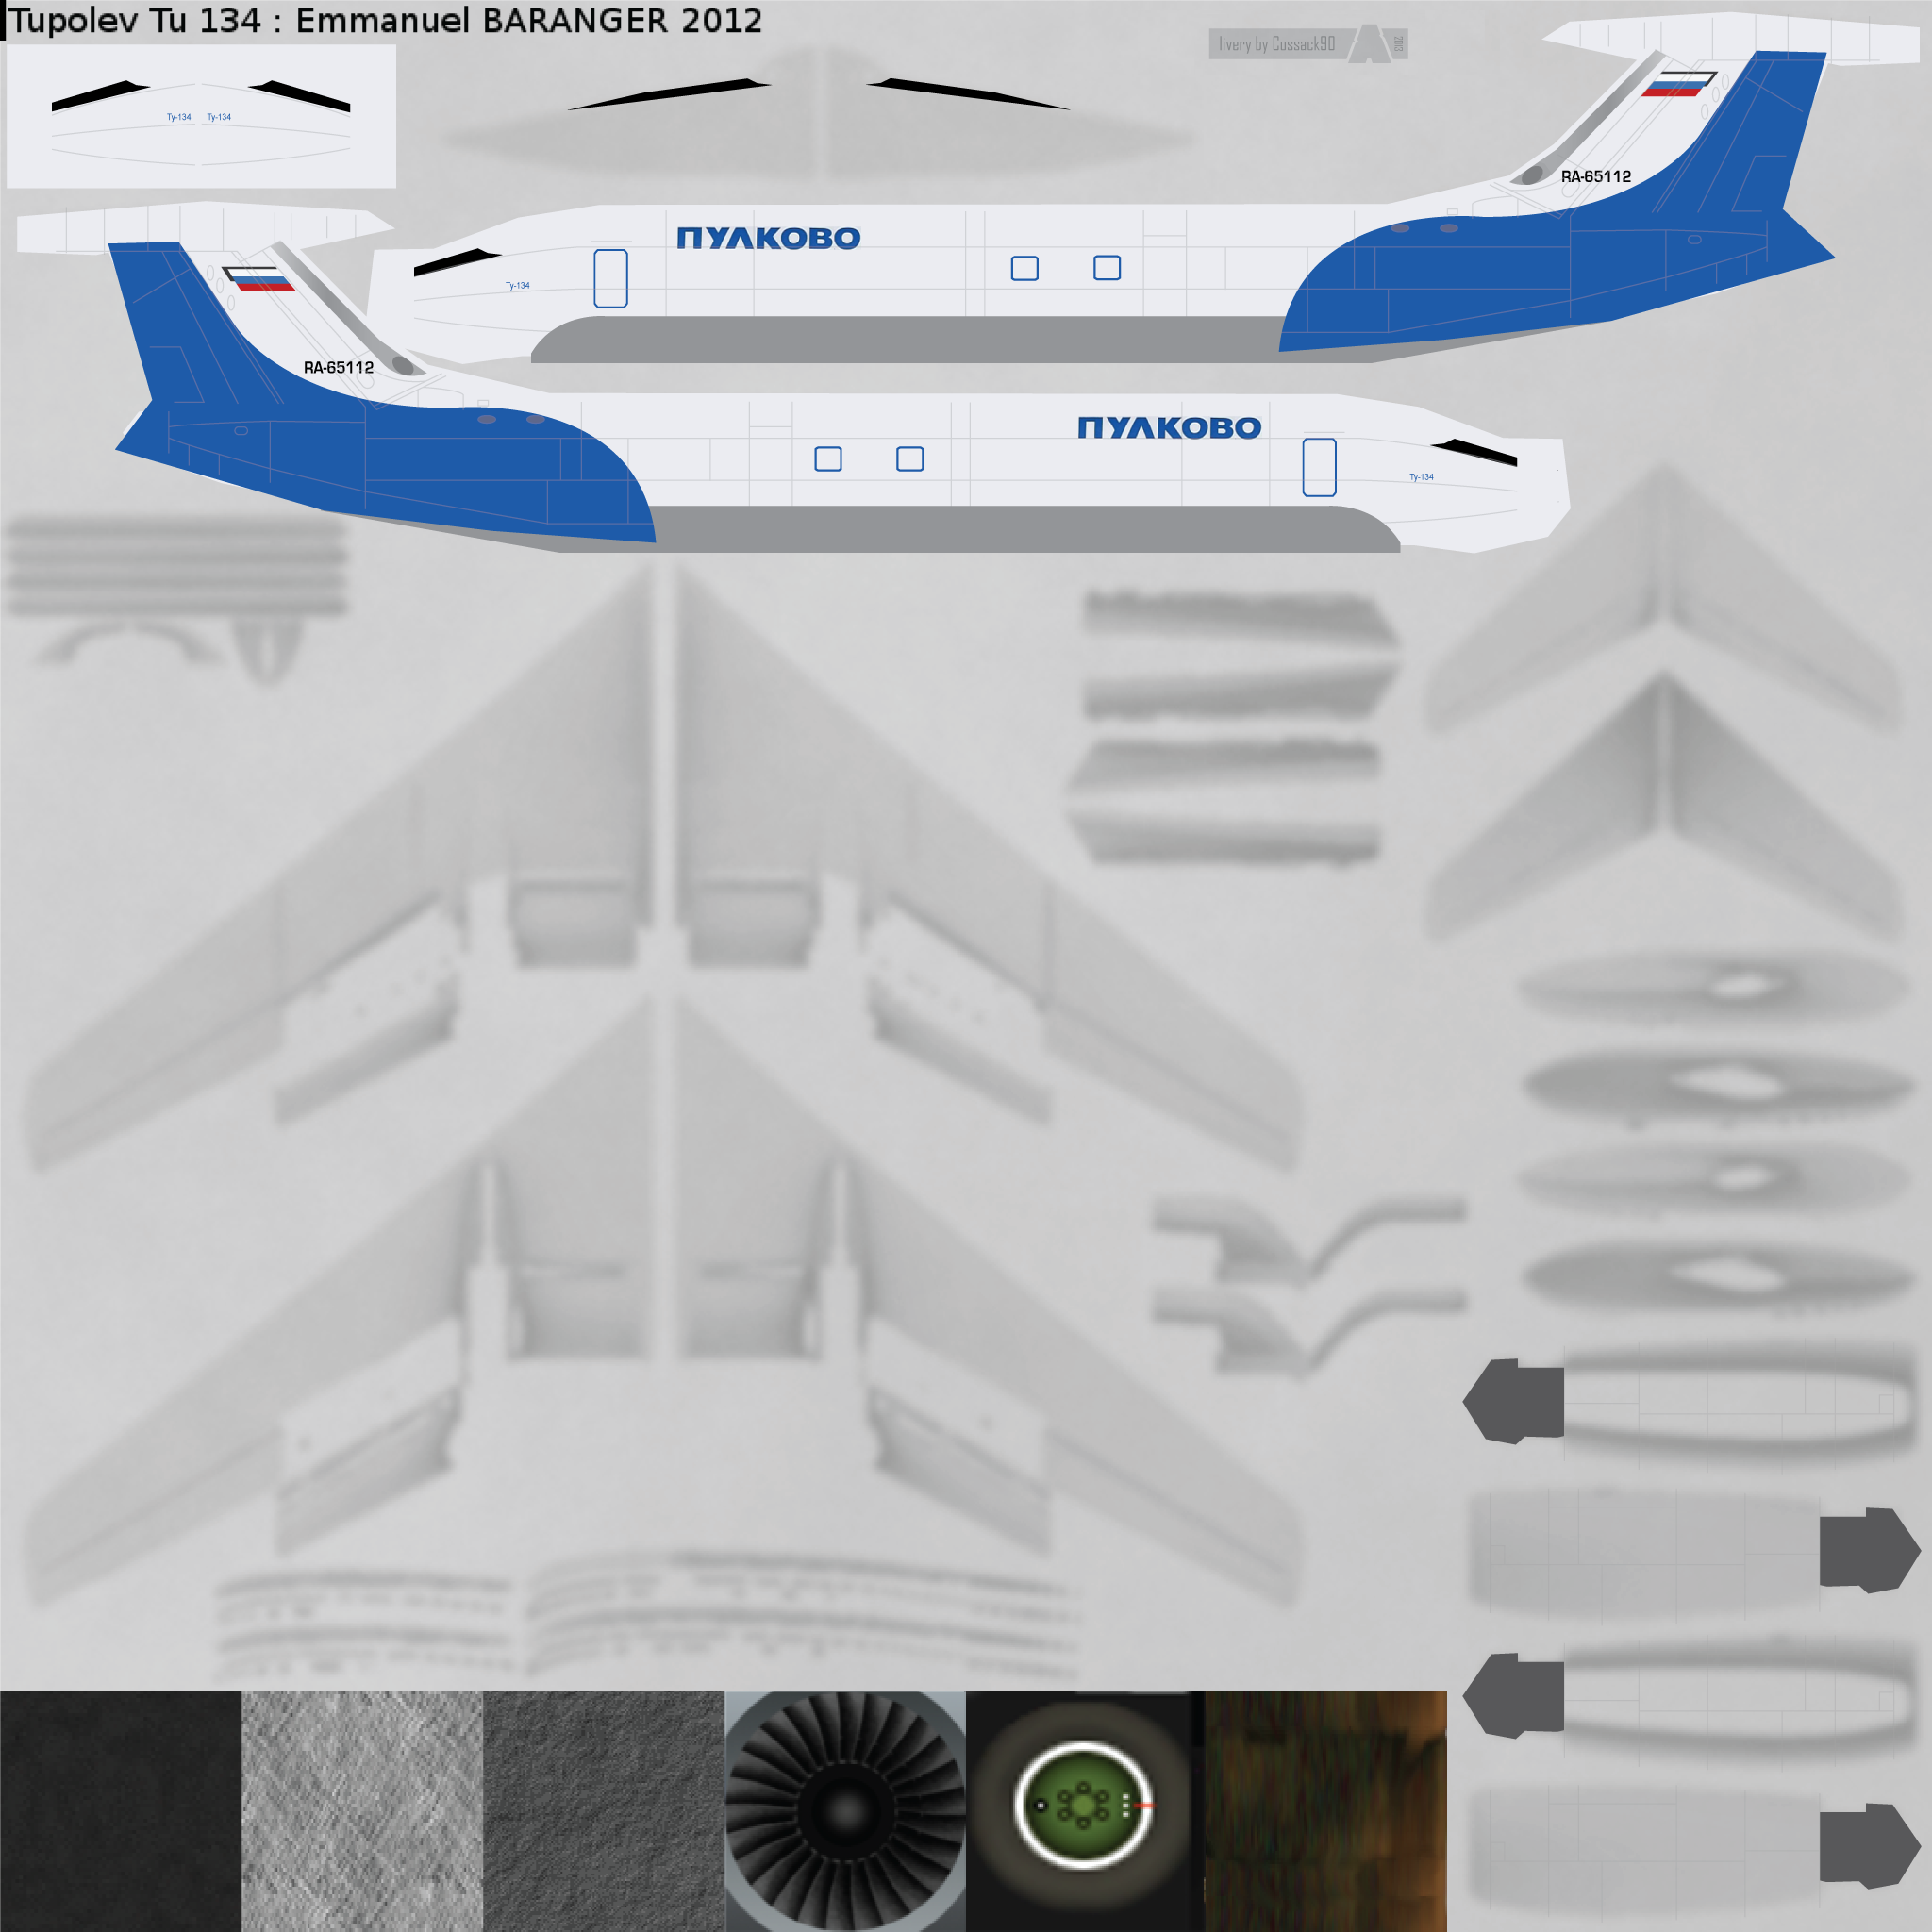 Tupolev Tu 134 : Emmanuel BARANGER 2012
livery by Cossack90
2013
Ту-134 Ту-134
RA-65112
ПУЛКОВО
Ту-134
RA-65112
ПУЛКОВО
Ту-134